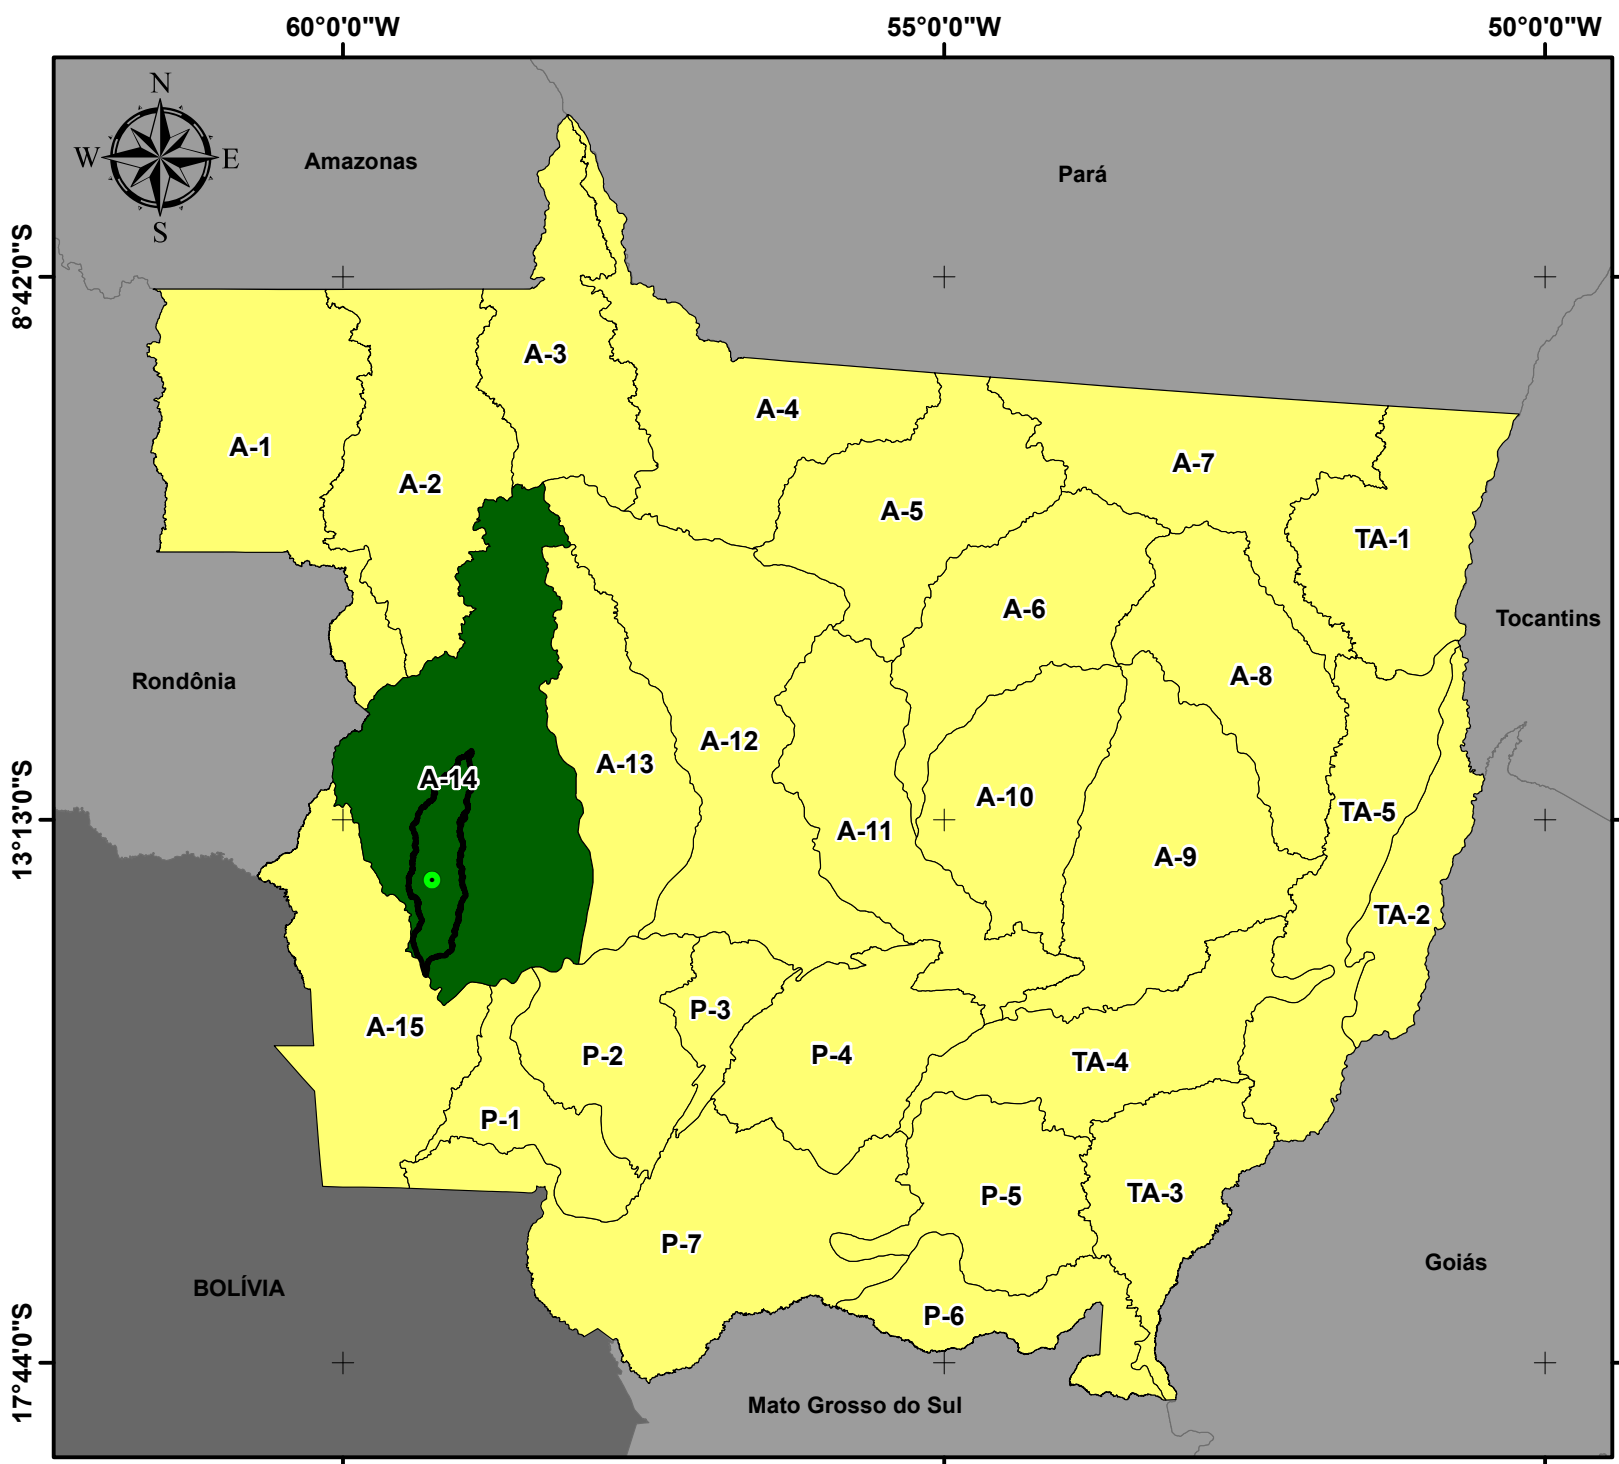 60°0'0"W
55°0'0"W
50°0'0"W
N
W
E
S
Amazonas
Pará
8°42'0"S
A-3
A-4
A-1
A-7
A-2
A-5
TA-1
A-6
Tocantins
Rondônia
A-8
A-12
A-13
A-14
A-10
TA-5
13°13'0"S
A-11
A-9
TA-2
P-3
A-15
P-2
P-4
TA-4
P-1
P-5
TA-3
P-7
Goiás
BOLÍVIA
P-6
17°44'0"S
Mato Grosso do Sul